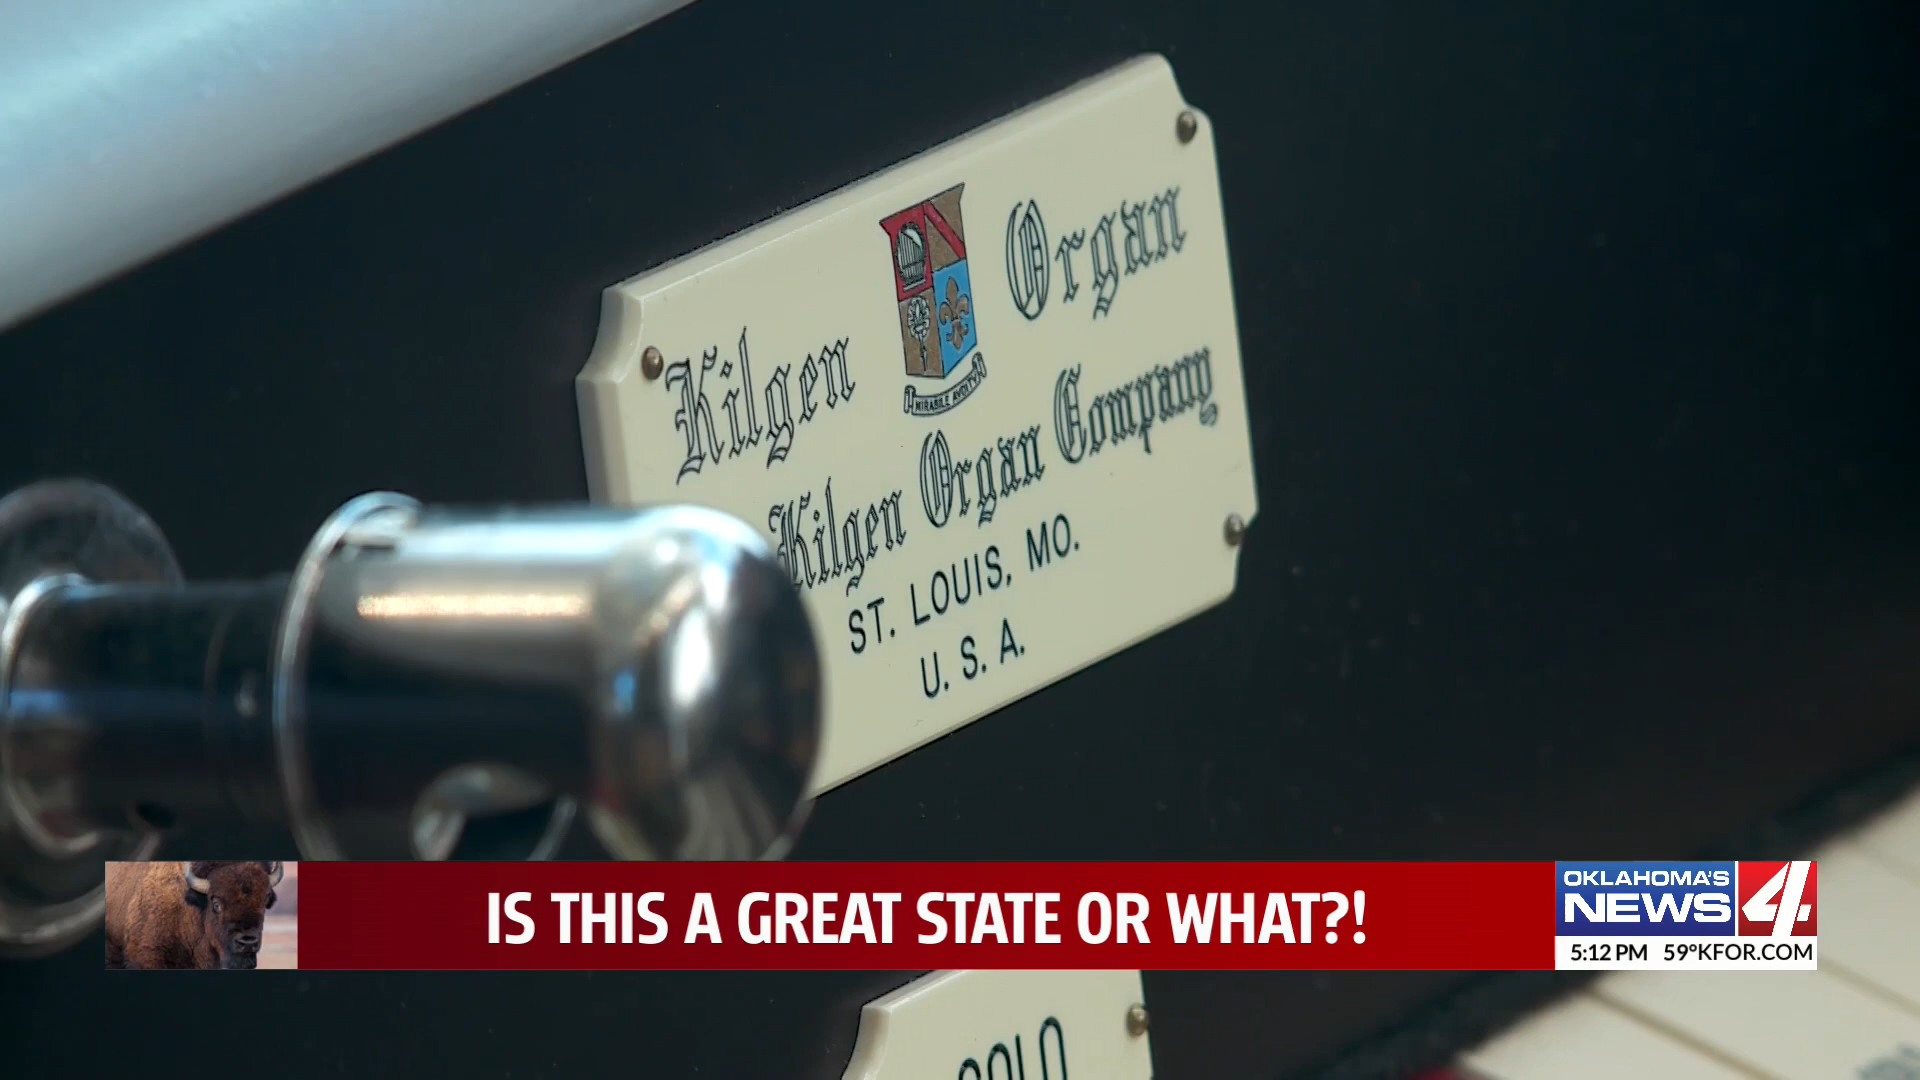 Kilgen Organ
MIRABILE AVDITV
Kilgen Organ Company
ST. LOUIS, MO.
U. S. A.
IS THIS A GREAT STATE OR WHAT?!
OKLAHOMA'S
NEWS 4
5:12 PM 59° KFOR.COM